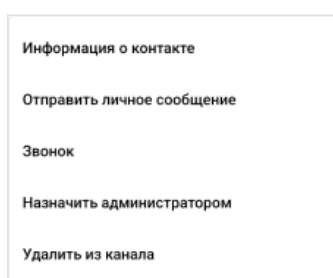 Информация о контакте
Отправить личное сообщение
Звонок
Назначить администратором
Удалить из канала